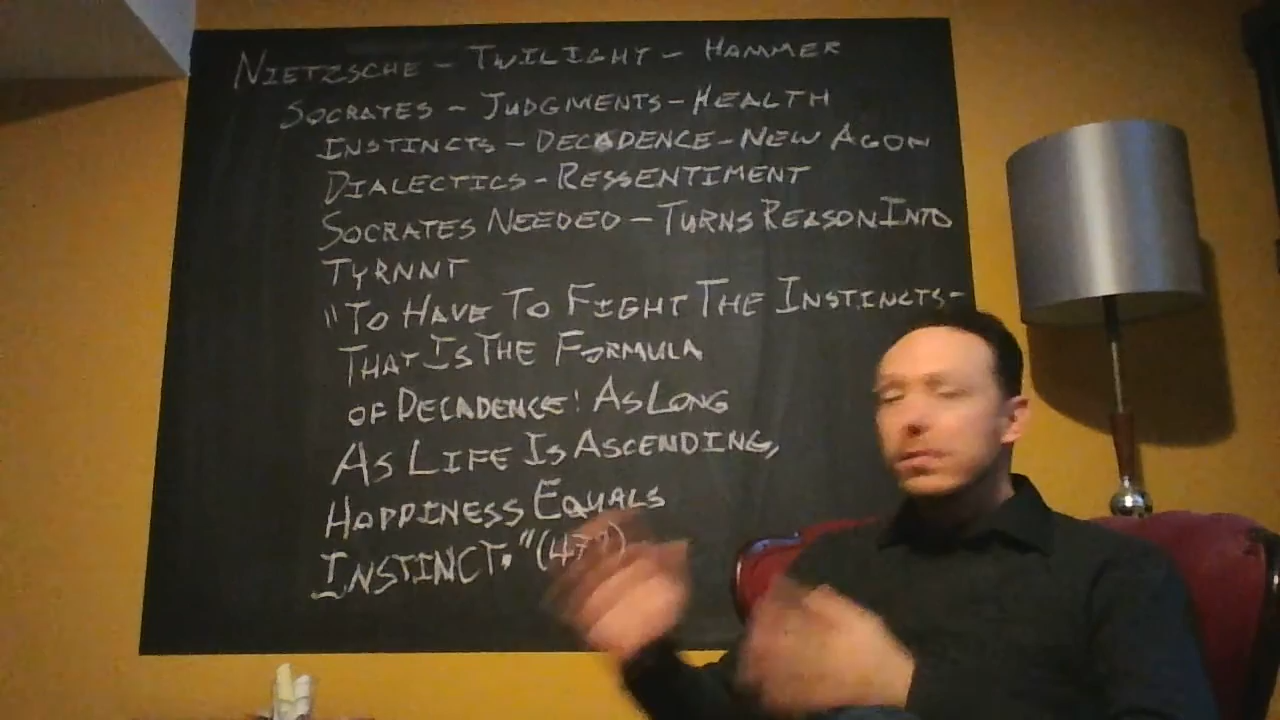 NIETZSCHE - TWILIGHT - HAMMER
SOCRATES - JUDGMENTS - HEALTH
INSTINCTS - DECADENCE - NEW AGON
DIALECTICS - RESSENTIMENT
SOCRATES NEEDED - TURNS REASON INTO
TYRNNT
"TO HAVE TO FIGHT THE INSTINCTS-
THAT IS THE FORMULA
OF DECADENCE: AS LONG
AS LIFE IS ASCENDING,
HAPPINESS EQUALS
INSTINCT."